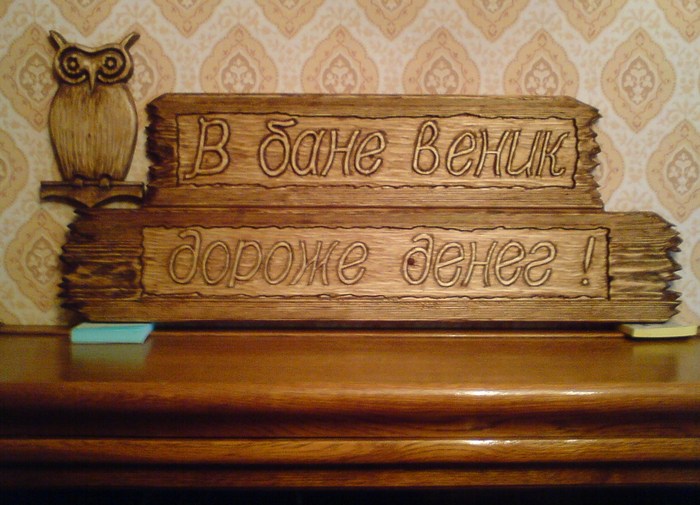 В бане веник
дороже денег!